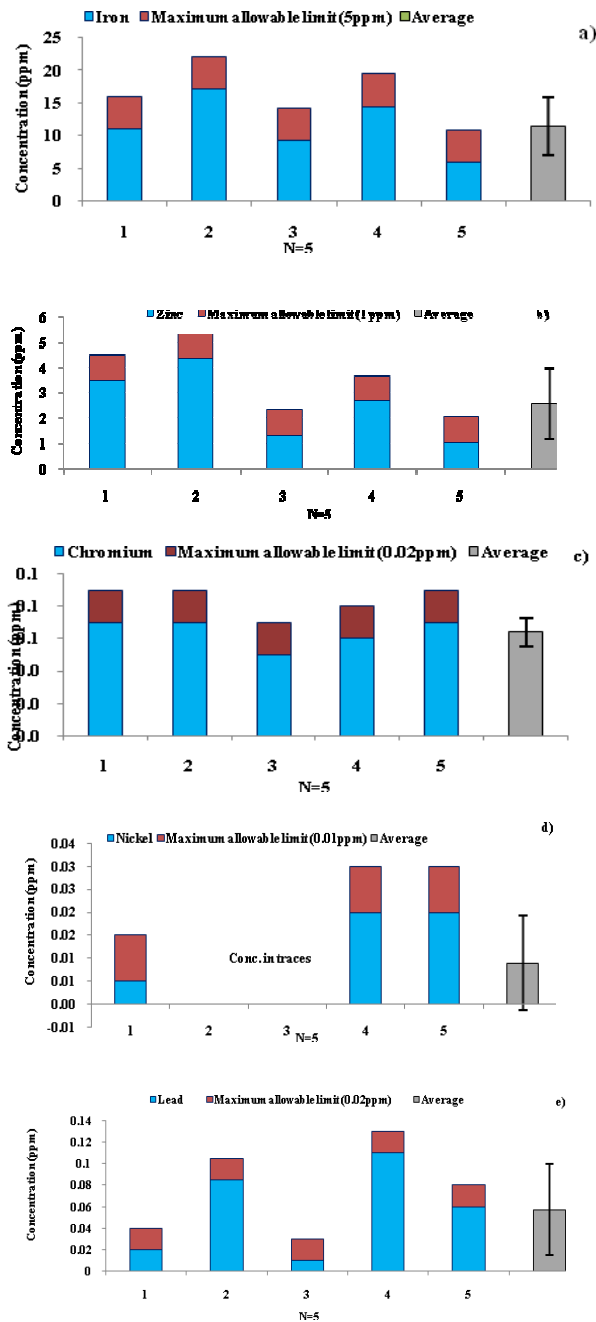 Iron Maximum allowable limit(5ppm) Average
a)
Concentration(ppm)
25
20
15
10
5
0
1 2 3 4 5
N=5
Zinc Maximum allowable limit(1ppm) Average
b)
Concentration(ppm)
6
5
4
3
2
1
0
1 2 3 4 5
N=5
Chromium Maximum allowable limit(0.02ppm) Average
c)
Concentration(ppm)
0.1
0.1
0.1
0.0
0.0
0.0
1 2 3 4 5
N=5
d)
Nickel Maximum allowable limit(0.01ppm) Average
Concentration(ppm)
0.04
0.03
0.03
0.02
0.02
0.01
0.01
0.00
-0.01
Conc. in traces
1 2 3 4 5
N=5
Lead Maximum allowable limit(0.02ppm) Average
e)
Concentration(ppm)
0.14
0.12
0.1
0.08
0.06
0.04
0.02
0
1 2 3 4 5
N=5